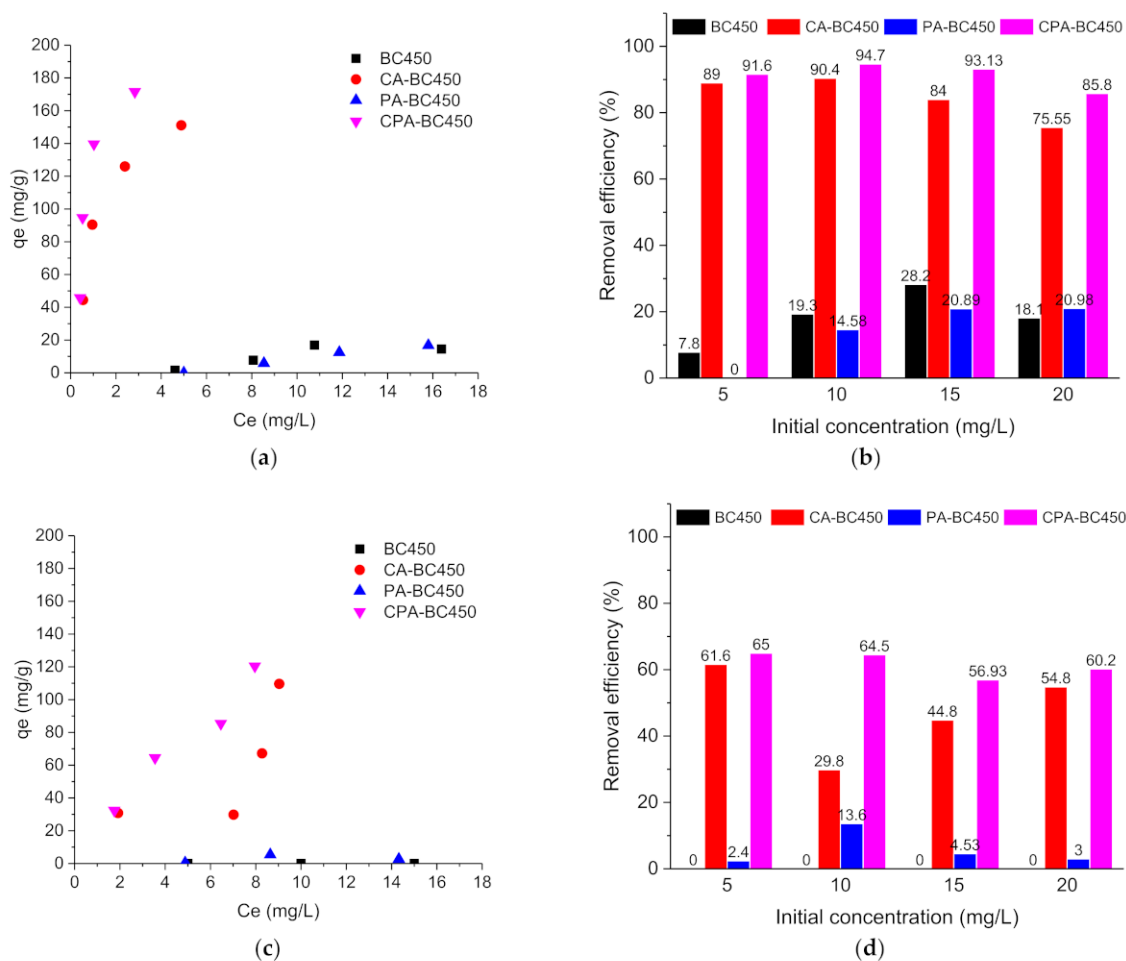 200
180
160
140
120
100
80
60
40
20
0
qe (mg/g)
BC450
CA-BC450
PA-BC450
CPA-BC450
0 2 4 6 8 10 12 14 16 18
Ce (mg/L)
(a)
BC450 CA-BC450 PA-BC450 CPA-BC450
100
80
60
40
20
0
Removal efficiency (%)
7.8 89 0 91.6
19.3 90.4 14.58 94.7
28.2 84 20.89 93.13
18.1 75.55 20.98 85.8
5 10 15 20
Initial concentration (mg/L)
(b)
200
180
160
140
120
100
80
60
40
20
0
qe (mg/g)
BC450
CA-BC450
PA-BC450
CPA-BC450
0 2 4 6 8 10 12 14 16 18
Ce (mg/L)
(c)
BC450 CA-BC450 PA-BC450 CPA-BC450
100
80
60
40
20
0
Removal efficiency (%)
0 61.6 2.4 65
0 29.8 13.6 64.5
0 44.8 4.53 56.93
0 54.8 3 60.2
5 10 15 20
Initial concentration (mg/L)
(d)